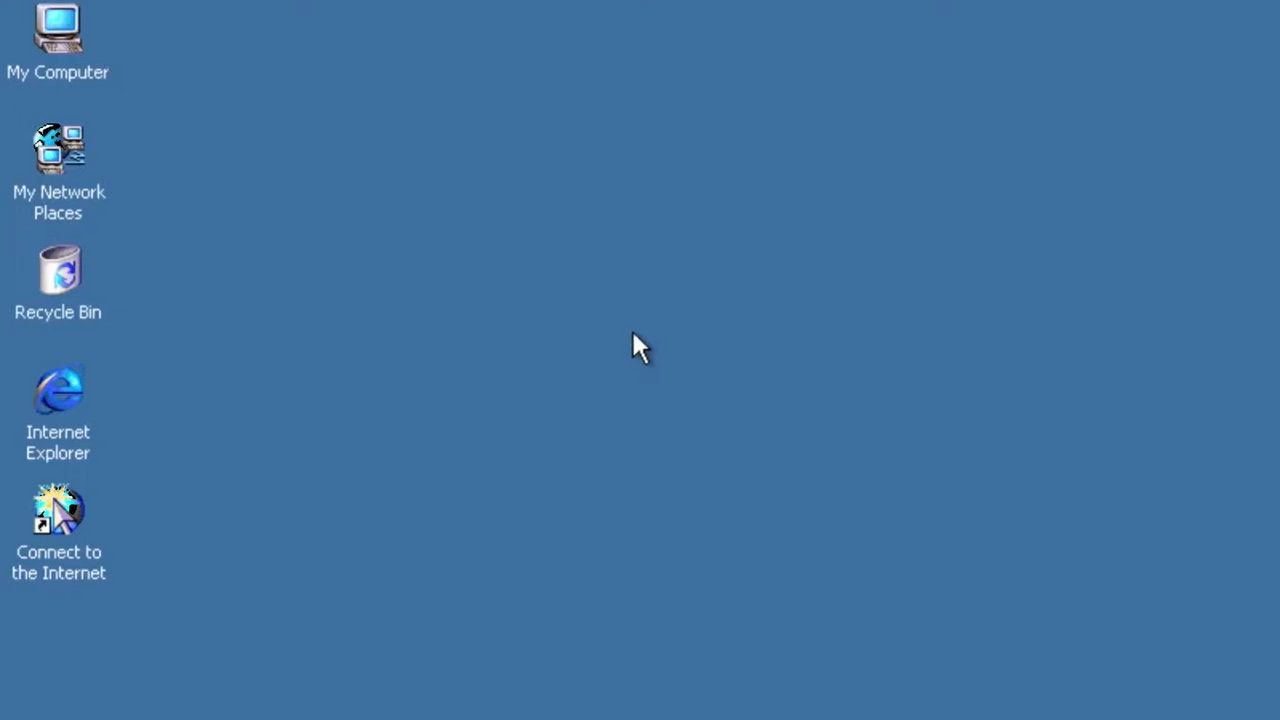 My Computer
My Network
Places
Recycle Bin
Internet
Explorer
Connect to
the Internet